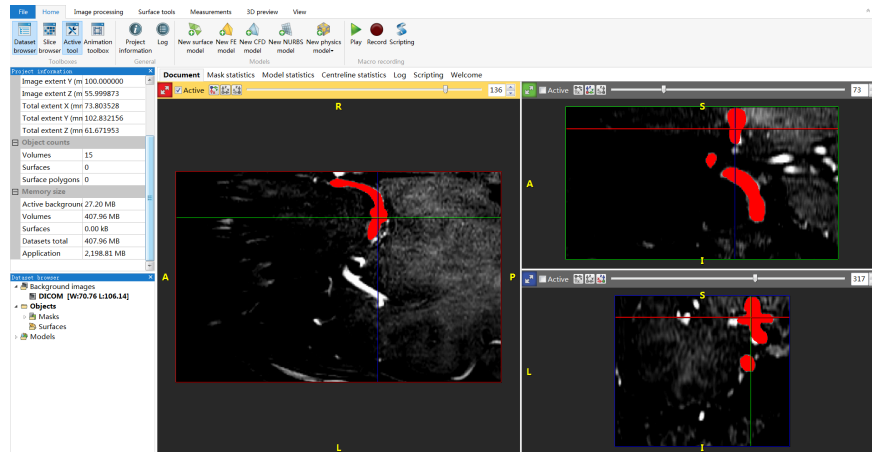 File Home Image processing Surface tools Measurements 3D preview View
Dataset browser Slice browser Active tool Animation toolbox Project information Log New surface model New FE model New CFD model New NURBS model New physics model Play Record Scripting
Toolboxes General Models Macro recording
Project information
Image extent Y (m 100.000000
Image extent Z (m 55.999873
Total extent X (mr 73.803528
Total extent Y (mr 102.832156
Total extent Z (mr 61.671953
Object counts
Volumes 15
Surfaces 0
Surface polygons 0
Memory size
Active backgroun 27.20 MB
Volumes 407.96 MB
Surfaces 0.00 kB
Datasets total 407.96 MB
Application 2,198.81 MB
Dataset browser
Background images
DICOM [W:70.76 L:106.14]
Objects
Masks
Surfaces
Models
Document Mask statistics Model statistics Centreline statistics Log Scripting Welcome
Active 136
R
A P
L
Active 73
S
A
I
Active 317
S
L
I